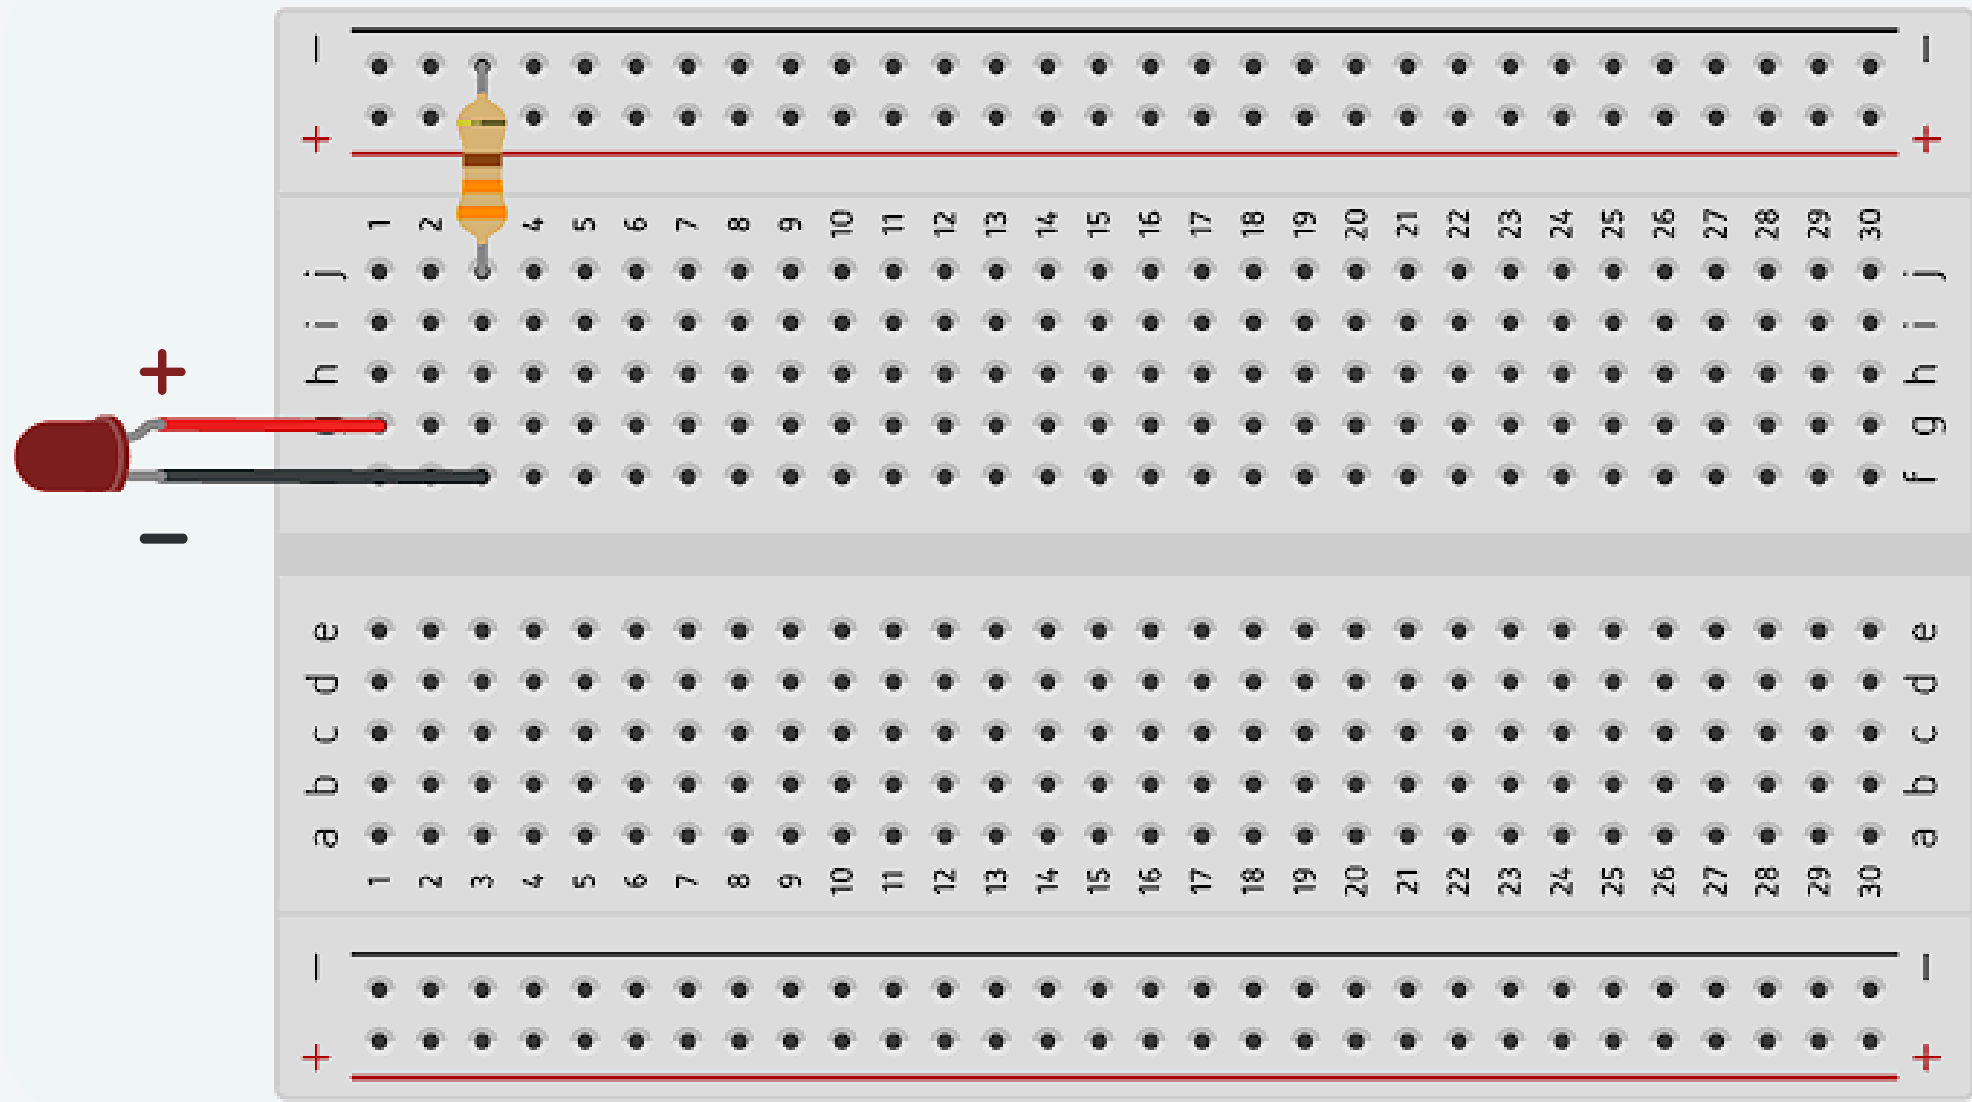 − −
+ +
1 2 4 5 6 7 8 9 10 11 12 13 14 15 16 17 18 19 20 21 22 23 24 25 26 27 28 29 30
j j
i i
h h
+
g
f f
−
e e
d d
c c
b b
a a
1 2 3 4 5 6 7 8 9 10 11 12 13 14 15 16 17 18 19 20 21 22 23 24 25 26 27 28 29 30
− −
+ +